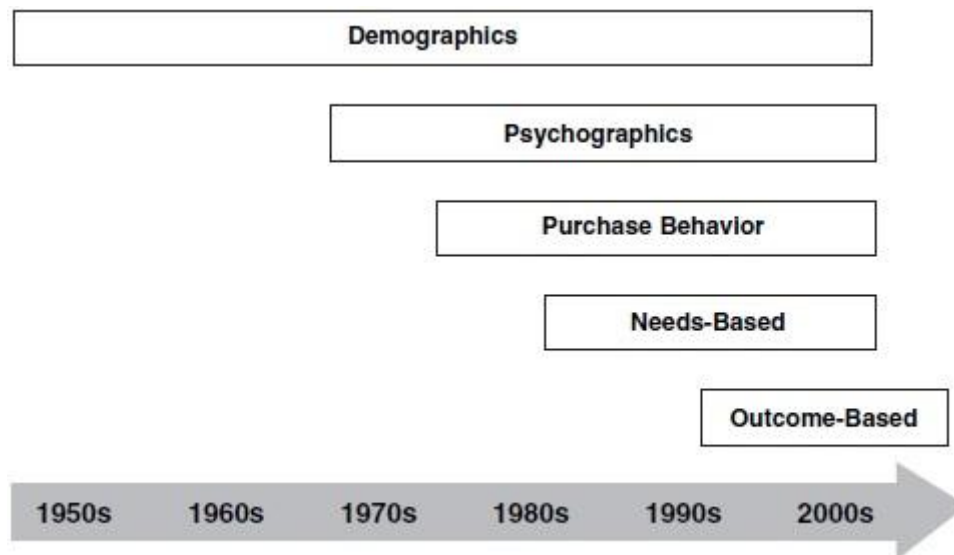 Demographics
Psychographics
Purchase Behavior
Needs-Based
Outcome-Based
1950s 1960s 1970s 1980s 1990s 2000s